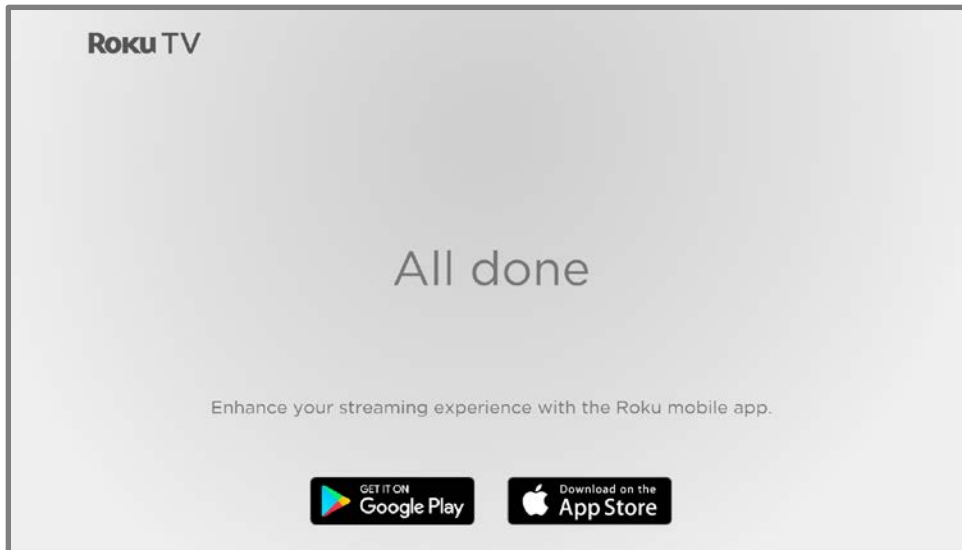 Roku TV
All done
Enhance your streaming experience with the Roku mobile app.
GET IT ON
Google Play
Download on the
App Store